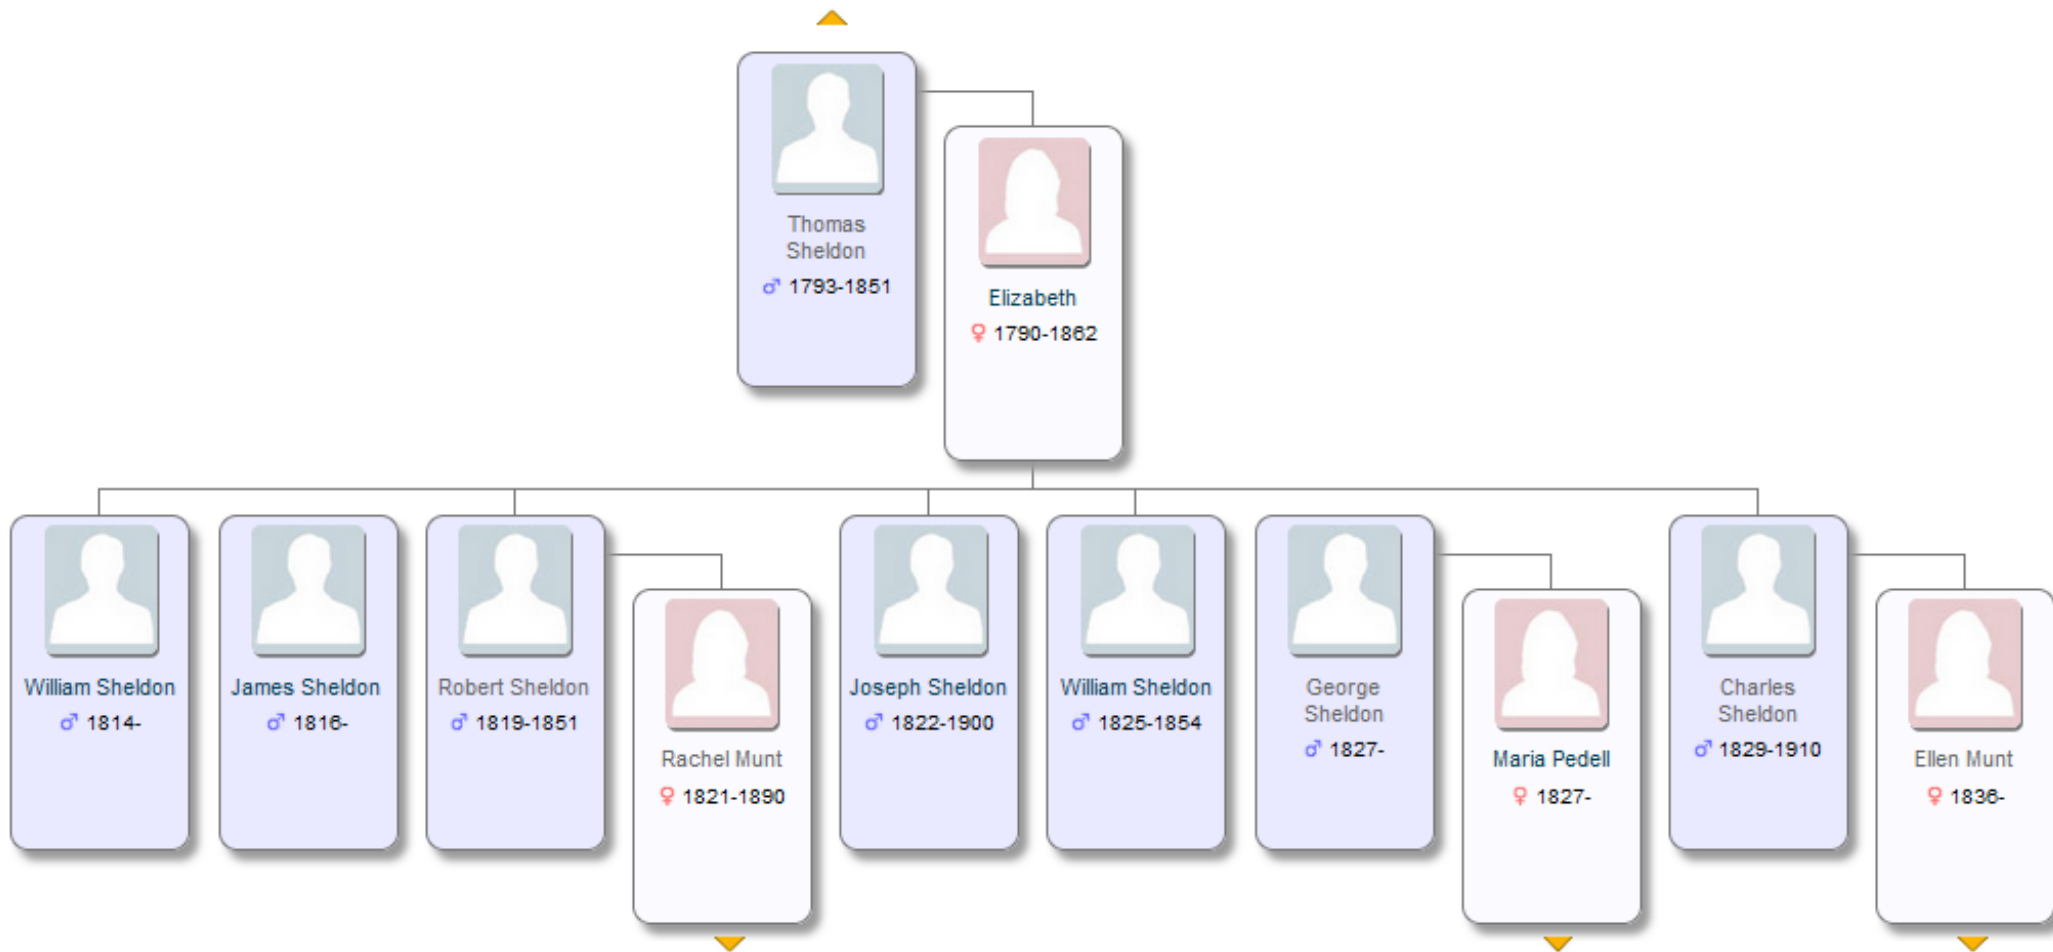 Thomas
Sheldon
♂ 1793-1851
Elizabeth
♀ 1790-1862
William Sheldon
♂ 1814-
James Sheldon
♂ 1816-
Robert Sheldon
♂ 1819-1851
Rachel Munt
♀ 1821-1890
Joseph Sheldon
♂ 1822-1900
William Sheldon
♂ 1825-1854
George
Sheldon
♂ 1827-
Maria Pedell
♀ 1827-
Charles
Sheldon
♂ 1829-1910
Ellen Munt
♀ 1836-